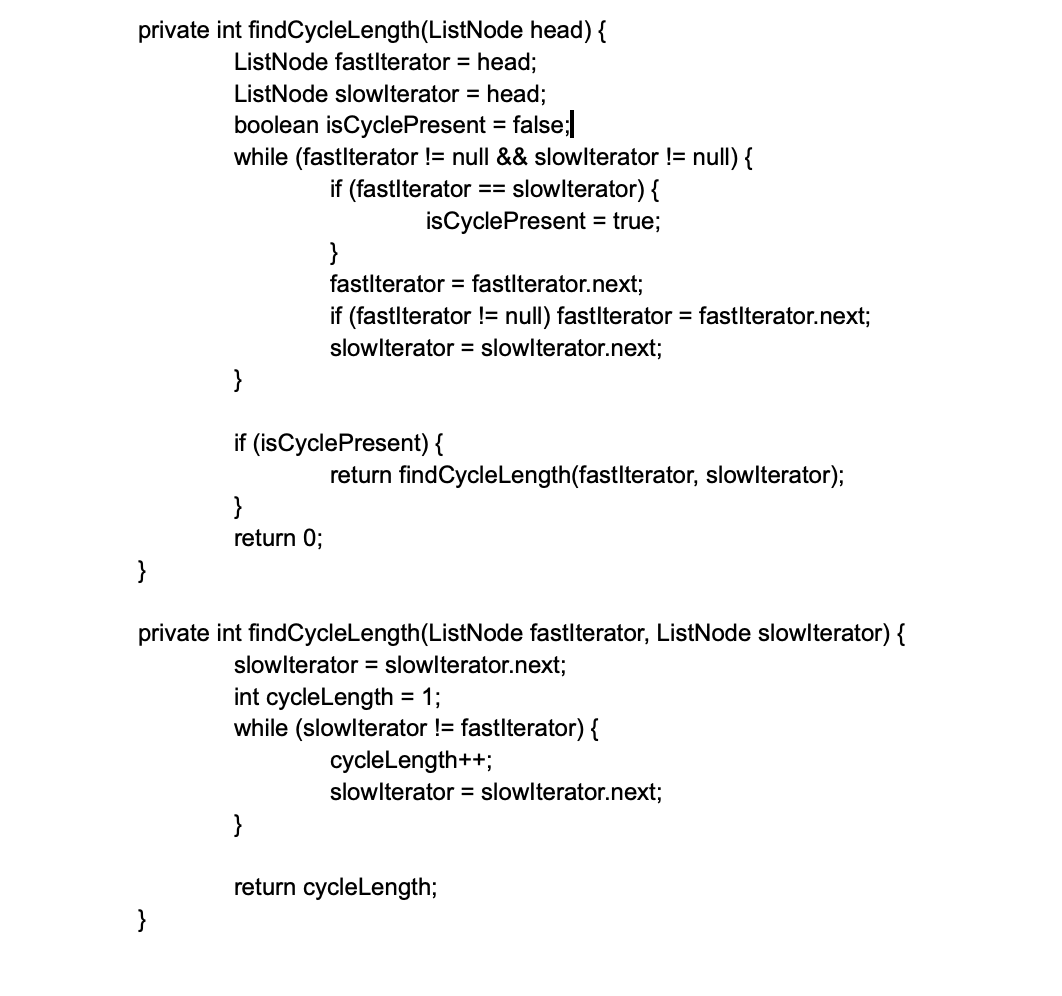 private int findCycleLength(ListNode head) {
ListNode fastIterator = head;
ListNode slowIterator = head;
boolean isCyclePresent = false;
while (fastIterator != null && slowIterator != null) {
if (fastIterator == slowIterator) {
isCyclePresent = true;
}
fastIterator = fastIterator.next;
if (fastIterator != null) fastIterator = fastIterator.next;
slowIterator = slowIterator.next;
}
if (isCyclePresent) {
return findCycleLength(fastIterator, slowIterator);
}
return 0;
}
private int findCycleLength(ListNode fastIterator, ListNode slowIterator) {
slowIterator = slowIterator.next;
int cycleLength = 1;
while (slowIterator != fastIterator) {
cycleLength++;
slowIterator = slowIterator.next;
}
return cycleLength;
}